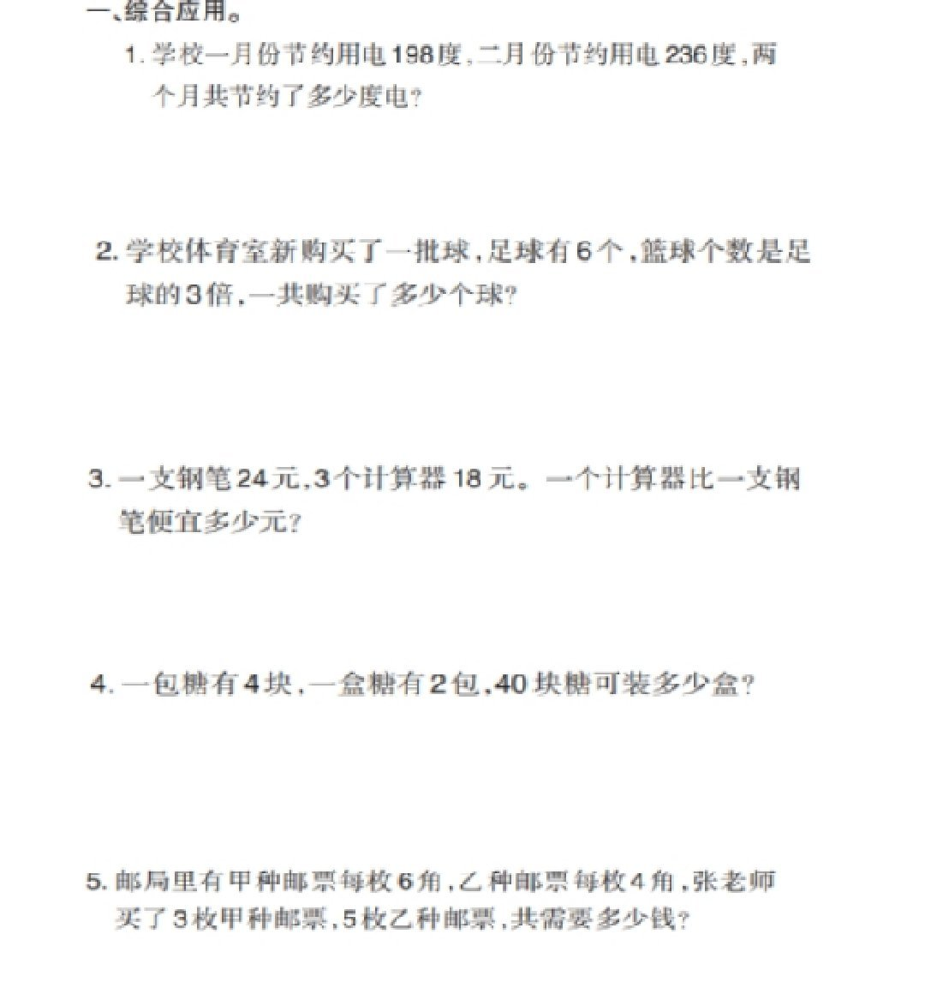 一、综合应用。
1. 学校一月份节约用电198度,二月份节约用电236度,两
个月共节约了多少度电?
2. 学校体育室新购买了一批球,足球有6个,篮球个数是足
球的3倍,一共购买了多少个球?
3. 一支钢笔24元,3个计算器18元。一个计算器比一支钢
笔便宜多少元?
4. 一包糖有4块,一盒糖有2包,40块糖可装多少盒?
5. 邮局里有甲种邮票每枚6角,乙种邮票每枚4角,张老师
买了3枚甲种邮票,5枚乙种邮票,共需要多少钱?